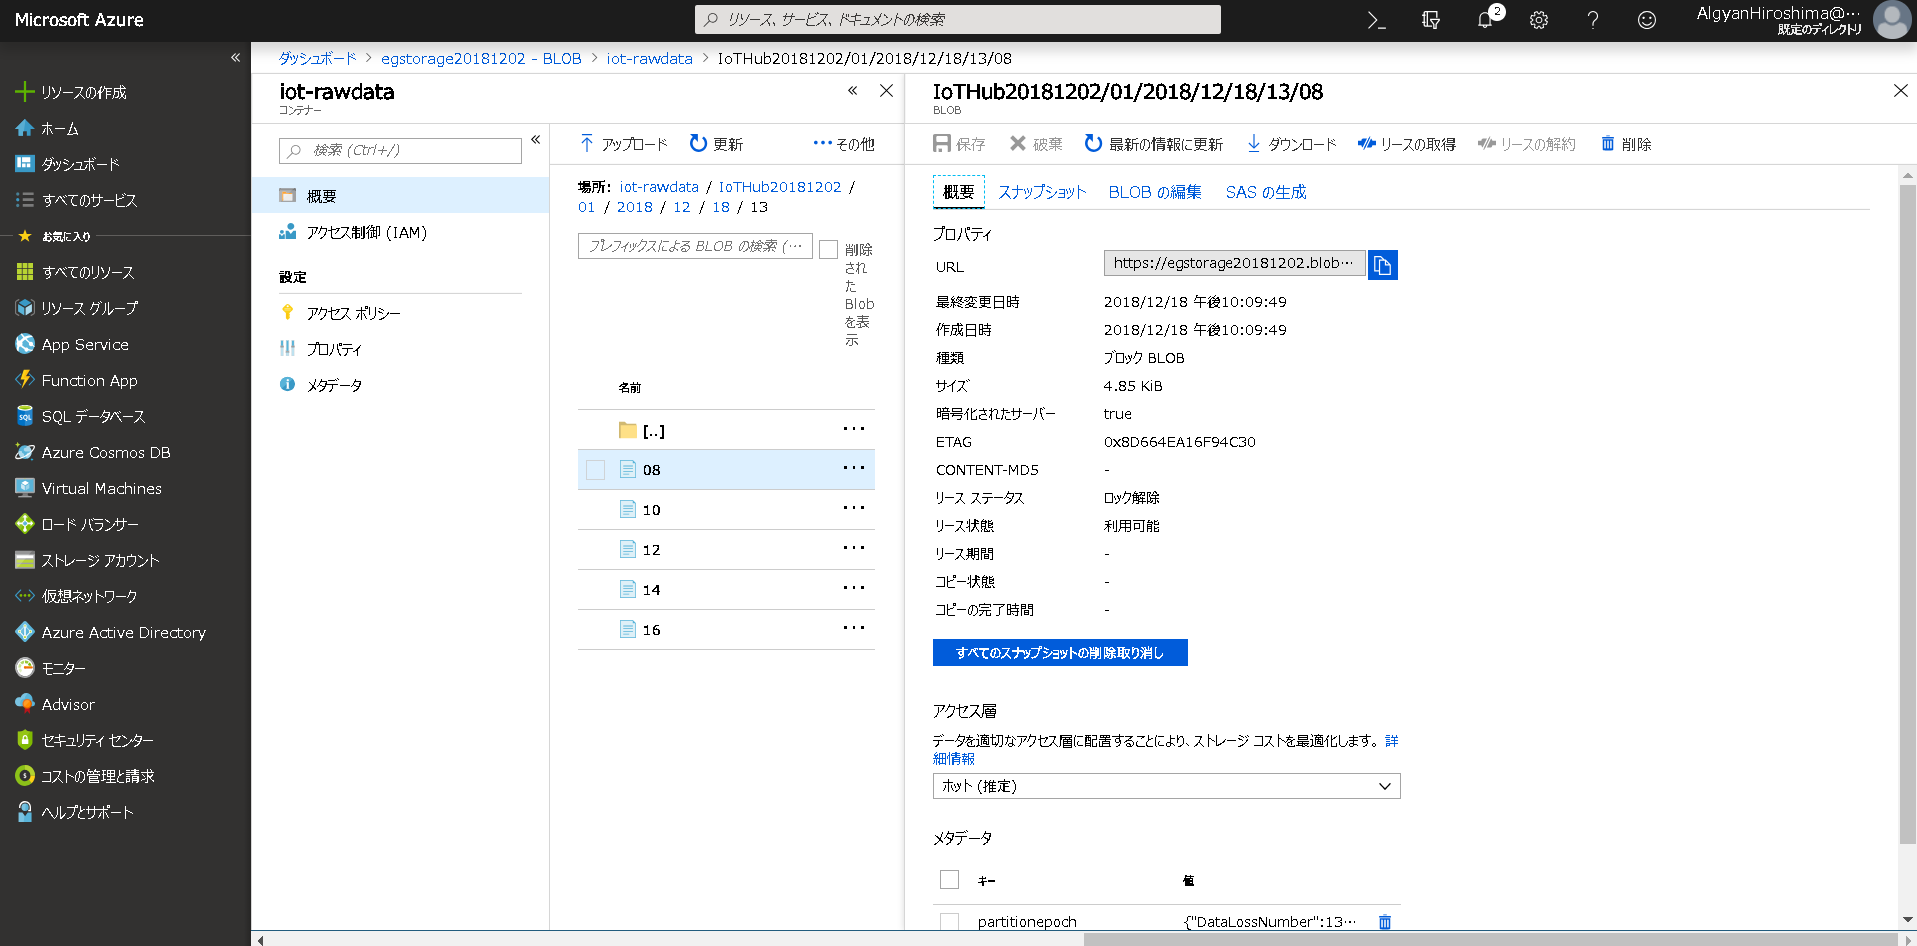 Microsoft Azure
リソース、サービス、ドキュメントの検索
2
AlgyanHiroshima@…
既定のディレクトリ
«
リソースの作成
ホーム
ダッシュボード
すべてのサービス
お気に入り
すべてのリソース
リソース グループ
App Service
Function App
SQL データベース
Azure Cosmos DB
Virtual Machines
ロード バランサー
ストレージ アカウント
仮想ネットワーク
Azure Active Directory
モニター
Advisor
セキュリティ センター
コストの管理と請求
ヘルプとサポート
ダッシュボード > egstorage20181202 - BLOB > iot-rawdata > IoTHub20181202/01/2018/12/18/13/08
iot-rawdata
コンテナー
«
検索 (Ctrl+/)
«
概要
アクセス制御 (IAM)
設定
アクセス ポリシー
プロパティ
メタデータ
アップロード 更新 … その他
場所: iot-rawdata / IoTHub20181202 /
01 / 2018 / 12 / 18 / 13
プレフィックスによる BLOB の検索 (…
削除
され
た
Blob
を表
示
名前
[..] …
08 …
10 …
12 …
14 …
16 …
IoTHub20181202/01/2018/12/18/13/08
BLOB
保存 破棄 最新の情報に更新 ダウンロード リースの取得 リースの解約 削除
概要 スナップショット BLOB の編集 SAS の生成
プロパティ
URL https://egstorage20181202.blob…
最終変更日時 2018/12/18 午後10:09:49
作成日時 2018/12/18 午後10:09:49
種類 ブロック BLOB
サイズ 4.85 KiB
暗号化されたサーバー true
ETAG 0x8D664EA16F94C30
CONTENT-MD5 -
リース ステータス ロック解除
リース状態 利用可能
リース期間 -
コピー状態 -
コピーの完了時間 -
すべてのスナップショットの削除取り消し
アクセス層
データを適切なアクセス層に配置することにより、ストレージ コストを最適化します。詳
細情報
ホット (推定)
メタデータ
キー 値
partitionepoch {"DataLossNumber":13…